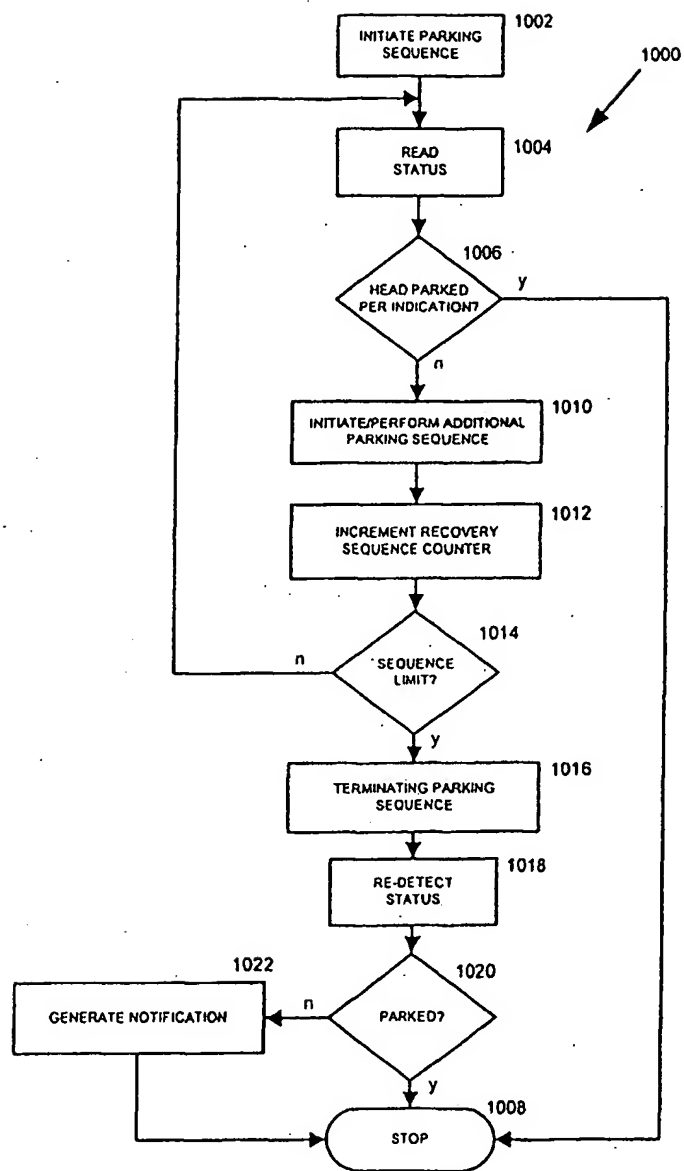 1002
INITIATE PARKING
SEQUENCE
1000
READ
STATUS
1004
1006
HEAD PARKED
PER INDICATION?
y
n
1010
INITIATE/PERFORM ADDITIONAL
PARKING SEQUENCE
1012
INCREMENT RECOVERY
SEQUENCE COUNTER
1014
n
SEQUENCE
LIMIT?
y
1016
TERMINATING PARKING
SEQUENCE
1018
RE-DETECT
STATUS
1022
1020
GENERATE NOTIFICATION
n
PARKED?
y
1008
STOP